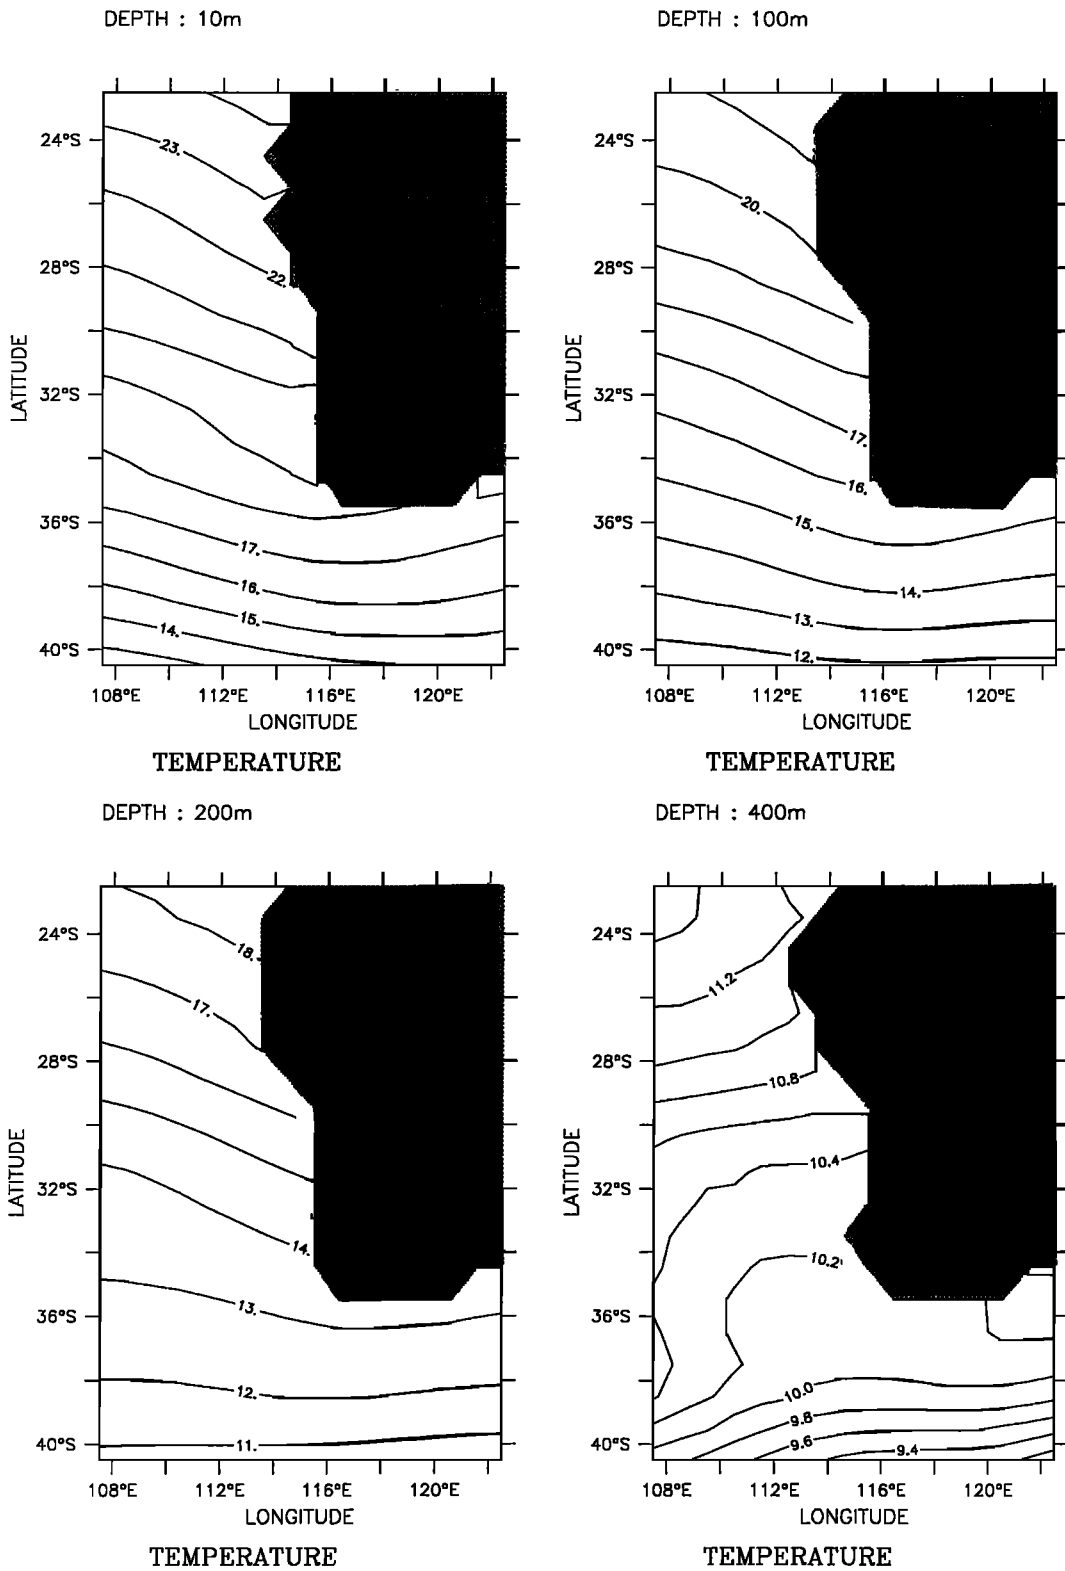 DEPTH : 10m
24°S
28°S
32°S
36°S
40°S
LATITUDE
23.
22.
17.
16.
15.
14.
108°E 112°E 116°E 120°E
LONGITUDE
TEMPERATURE
DEPTH : 100m
24°S
28°S
32°S
36°S
40°S
LATITUDE
20.
17.
16.
15.
14.
13.
12.
108°E 112°E 116°E 120°E
LONGITUDE
TEMPERATURE
DEPTH : 200m
24°S
28°S
32°S
36°S
40°S
LATITUDE
18.
17.
14.
13.
12.
11.
108°E 112°E 116°E 120°E
LONGITUDE
TEMPERATURE
DEPTH : 400m
24°S
28°S
32°S
36°S
40°S
LATITUDE
11.2
10.8
10.4
10.2
10.0
9.8
9.6
9.4
108°E 112°E 116°E 120°E
LONGITUDE
TEMPERATURE